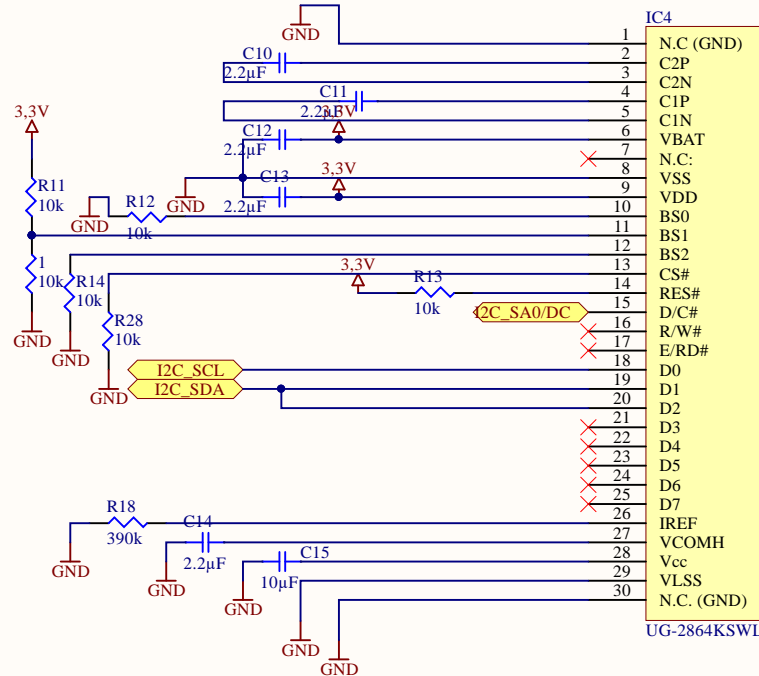 IC4
GND
1 N.C (GND)
C10
2.2µF
2 C2P
3 C2N
C11
2.2µF
4 C1P
5 C1N
3,3V
3,3V
C12
2.2µF
6 VBAT
7 N.C:
8 VSS
GND
C13
2.2µF
3,3V
9 VDD
R11
10k
GND
R12
10k
10 BS0
11 BS1
12 BS2
1
10k
R14
10k
13 CS#
3,3V
R13
10k
14 RES#
I2C_SA0/DC
15 D/C#
GND
GND
R28
10k
16 R/W#
17 E/RD#
GND
I2C_SCL
18 D0
I2C_SDA
19 D1
20 D2
21 D3
22 D4
23 D5
24 D6
25 D7
R18
390k
GND
26 IREF
C14
2.2µF
GND
27 VCOMH
C15
10µF
GND
28 Vcc
29 VLSS
GND
30 N.C. (GND)
GND
UG-2864KSWL